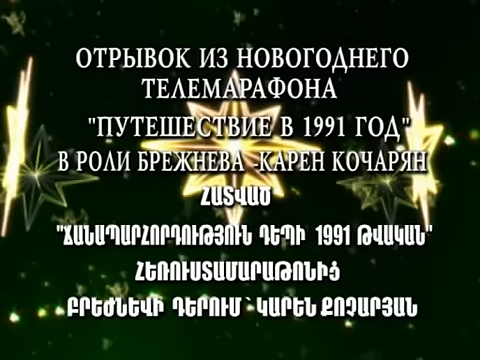 ОТРЫВОК ИЗ НОВОГОДНЕГО
ТЕЛЕМАРАФОНА
"ПУТЕШЕСТВИЕ В 1991 ГОД"
В РОЛИ БРЕЖНЕВА -КАРЕН КОЧАРЯН
ՀԱՏՎԱԾ
"ՃԱՆԱՊԱՐՀՈՐԴՈՒԹՅՈՒՆ ԴԵՊԻ 1991 ԹՎԱԿԱՆ"
ՀԵՌՈՒՍՏԱՄԱՐԱԹՈՆԻՑ
ԲՐԵԺՆԵՎԻ ԴԵՐՈՒՄ ՝ ԿԱՐԵՆ ՔՈՉԱՐՅԱՆ